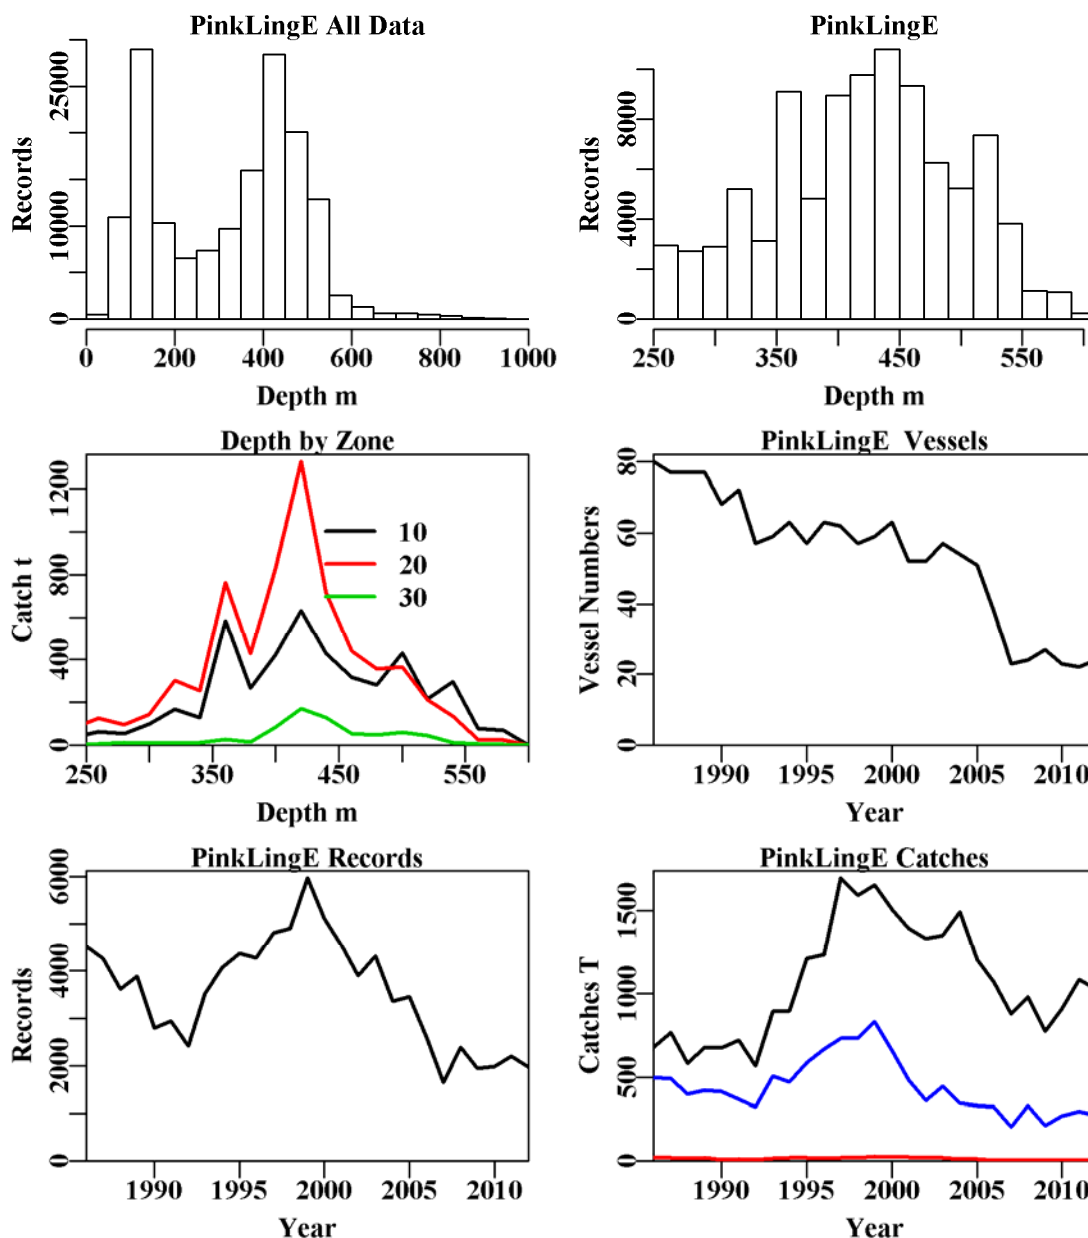 PinkLingE All Data
Records
0 10000 25000
0 200 400 600 800 1000
Depth m
PinkLingE
Records
0 4000 8000
250 350 450 550
Depth m
Depth by Zone
Catch t
0 400 800 1200
10
20
30
250 350 450 550
Depth m
PinkLingE Vessels
Vessel Numbers
0 20 40 60 80
1990 1995 2000 2005 2010
Year
PinkLingE Records
Records
0 2000 4000 6000
1990 1995 2000 2005 2010
Year
PinkLingE Catches
Catches T
0 500 1000 1500
1990 1995 2000 2005 2010
Year